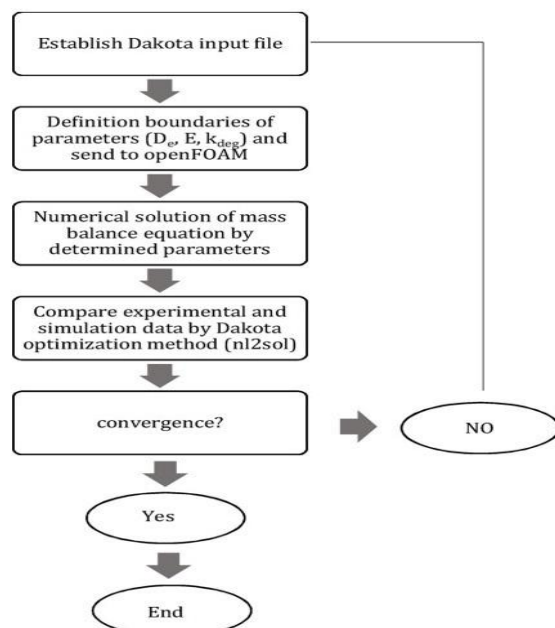 Establish Dakota input file
Definition boundaries of
parameters (Dₑ, E, k_deg) and
send to openFOAM
Numerical solution of mass
balance equation by
determined parameters
Compare experimental and
simulation data by Dakota
optimization method (nl2sol)
convergence?
NO
Yes
End